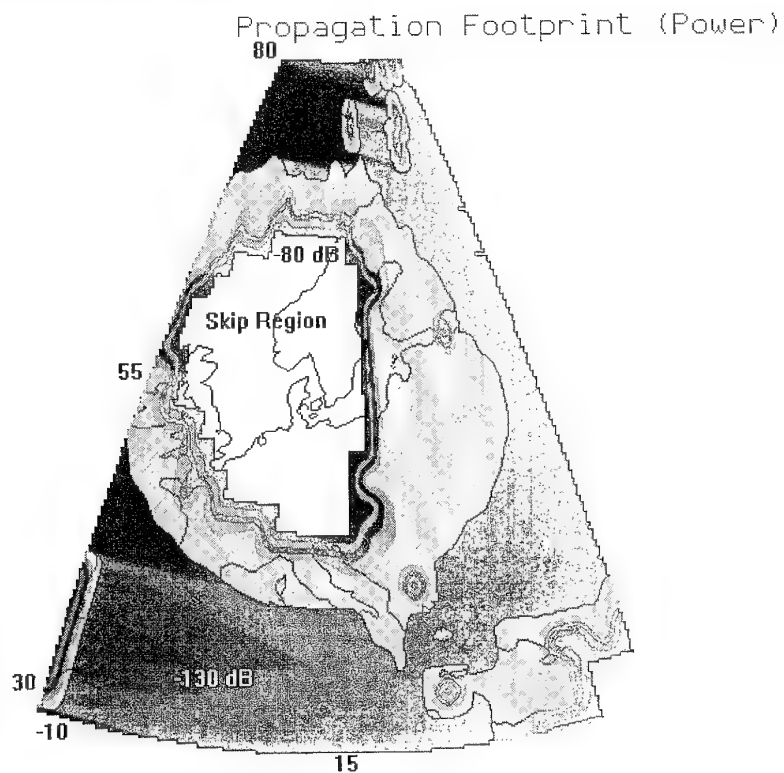 Propagation Footprint (Power)
80
-80 dB
Skip Region
55
-130 dB
30
-10
15